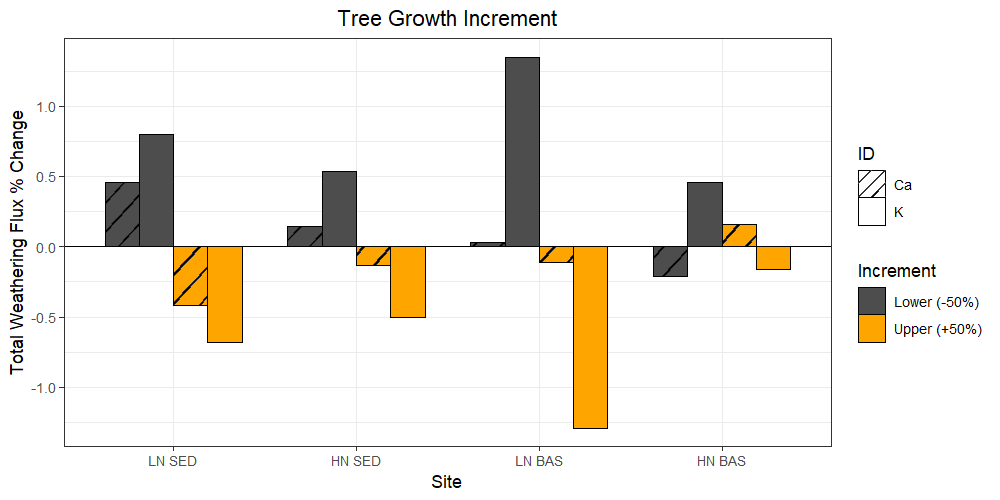 Tree Growth Increment
Total Weathering Flux % Change
1.0
0.5
0.0
-0.5
-1.0
LN SED
HN SED
LN BAS
HN BAS
Site
ID
Ca
K
Increment
Lower (-50%)
Upper (+50%)